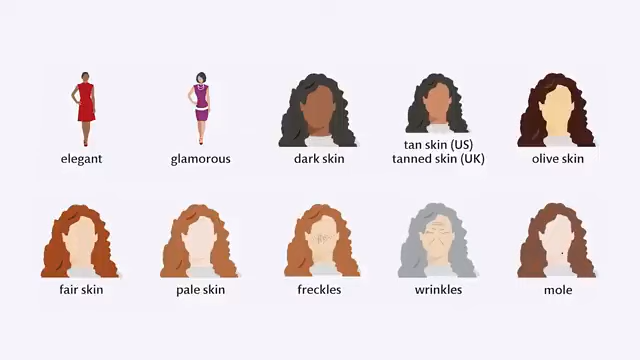 elegant
glamorous
dark skin
tan skin (US)
tanned skin (UK)
olive skin
fair skin
pale skin
freckles
wrinkles
mole